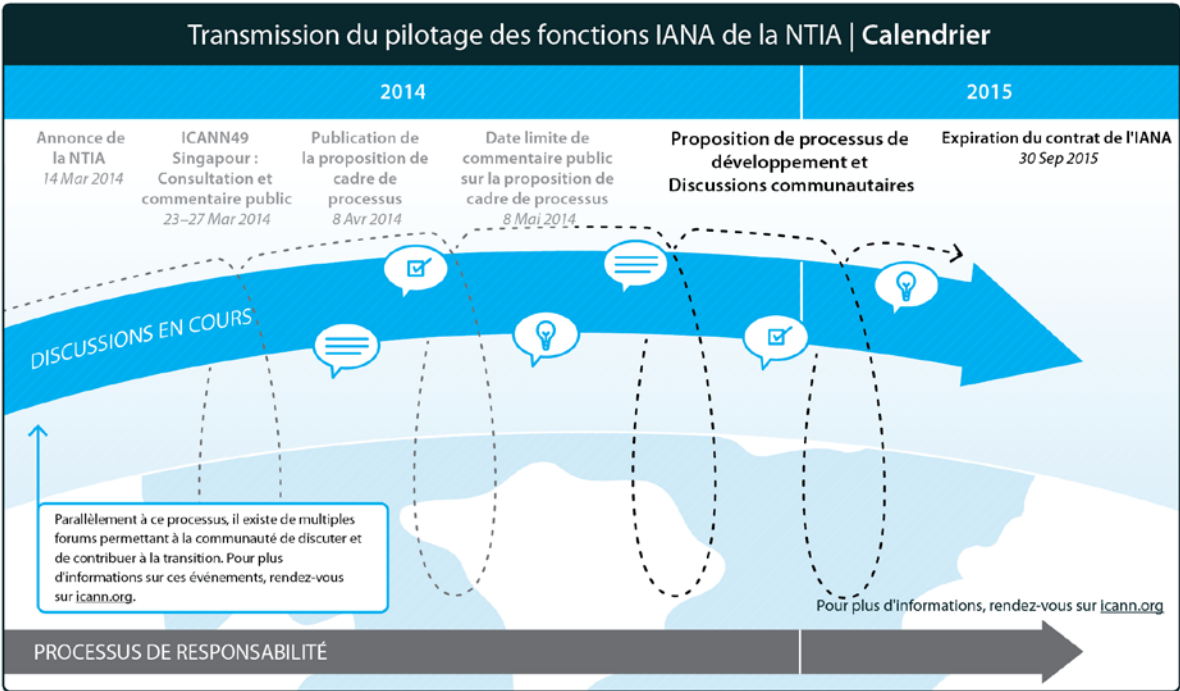 Transmission du pilotage des fonctions IANA de la NTIA | Calendrier
2014
2015
Annonce de
la NTIA
14 Mar 2014
ICANN49
Singapour :
Consultation et
commentaire public
23–27 Mar 2014
Publication de
la proposition de
cadre de
processus
8 Avr 2014
Date limite de
commentaire public
sur la proposition de
cadre de processus
8 Mai 2014
Proposition de processus de
développement et
Discussions communautaires
Expiration du contrat de l'IANA
30 Sep 2015
DISCUSSIONS EN COURS
Parallèlement à ce processus, il existe de multiples
forums permettant à la communauté de discuter et
de contribuer à la transition. Pour plus
d'informations sur ces événements, rendez-vous
sur icann.org.
Pour plus d'informations, rendez-vous sur icann.org
PROCESSUS DE RESPONSABILITÉ